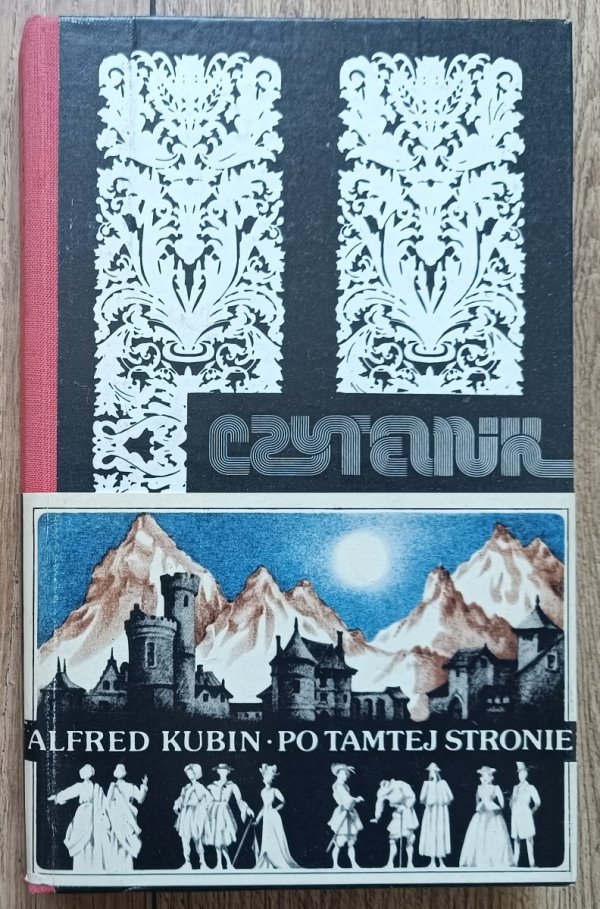 CZYTELNIK
ALFRED KUBIN · PO TAMTEJ STRONIE